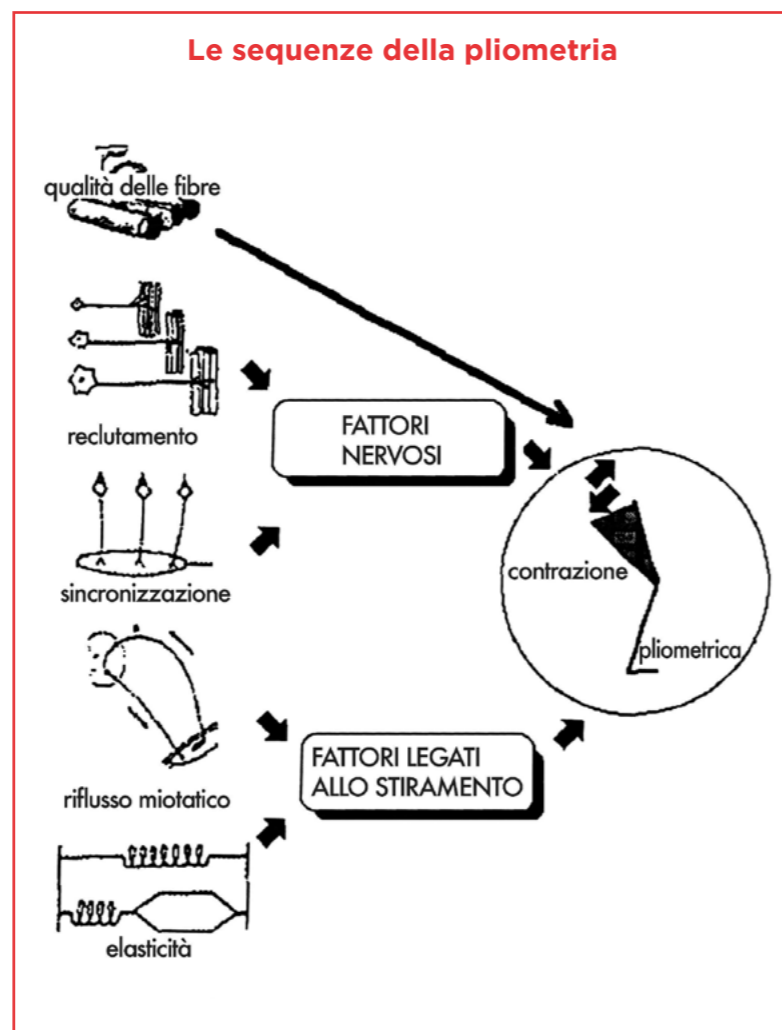 Le sequenze della pliometria
qualità delle fibre
reclutamento
FATTORI
NERVOSI
sincronizzazione
contrazione
pliometrica
riflusso miotatico
FATTORI LEGATI
ALLO STIRAMENTO
elasticità